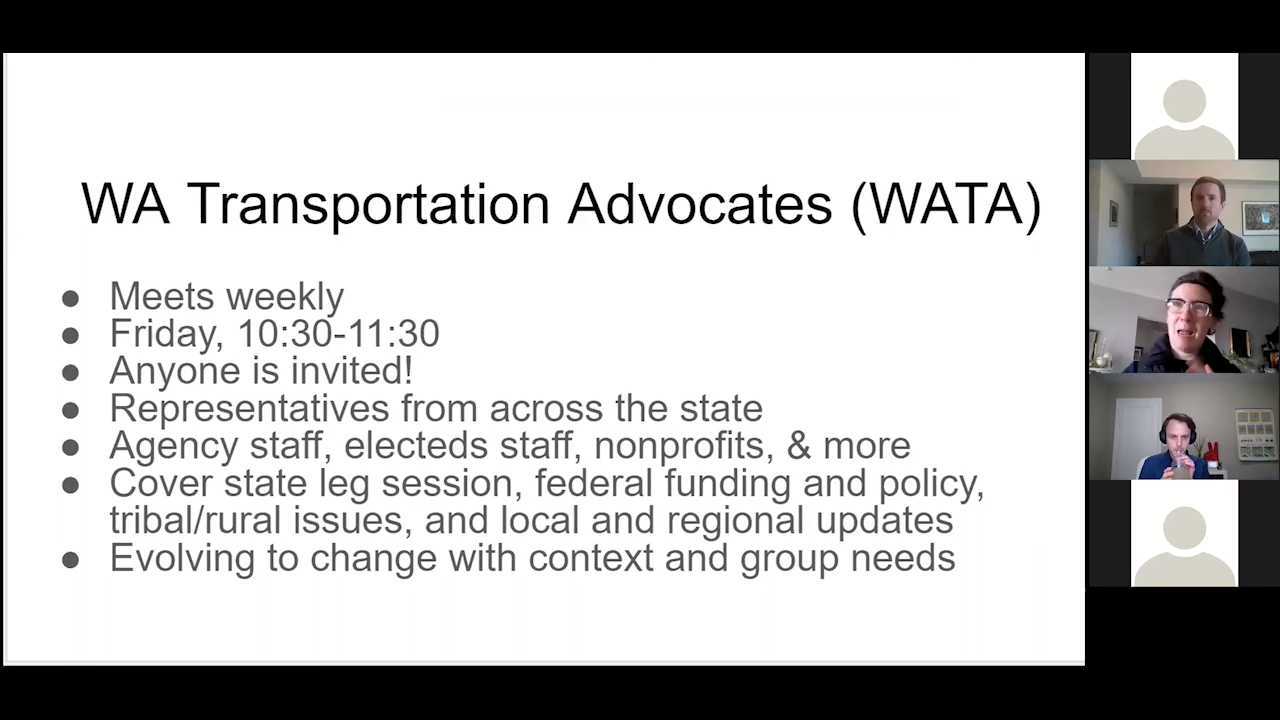 WA Transportation Advocates (WATA)
● Meets weekly
● Friday, 10:30-11:30
● Anyone is invited!
● Representatives from across the state
● Agency staff, electeds staff, nonprofits, & more
● Cover state leg session, federal funding and policy,
tribal/rural issues, and local and regional updates
● Evolving to change with context and group needs